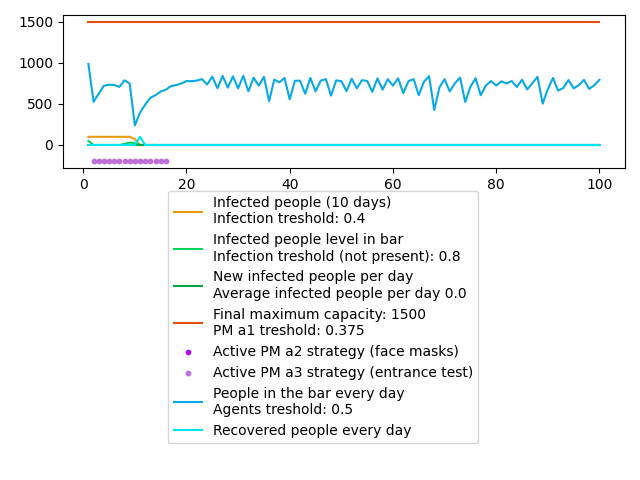 1500
1000
500
0
0 20 40 60 80 100
Infected people (10 days)
Infection treshold: 0.4
Infected people level in bar
Infection treshold (not present): 0.8
New infected people per day
Average infected people per day 0.0
Final maximum capacity: 1500
PM a1 treshold: 0.375
Active PM a2 strategy (face masks)
Active PM a3 strategy (entrance test)
People in the bar every day
Agents treshold: 0.5
Recovered people every day